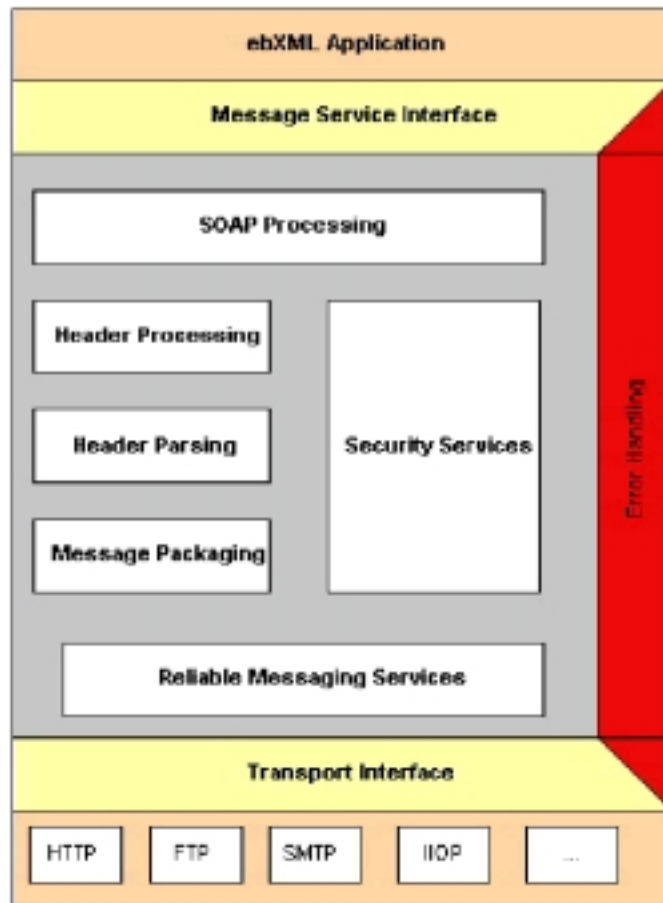 ebXML Application
Message Service Interface
SOAP Processing
Header Processing
Header Parsing
Message Packaging
Security Services
Error Handling
Reliable Messaging Services
Transport Interface
HTTP
FTP
SMTP
IIOP
...